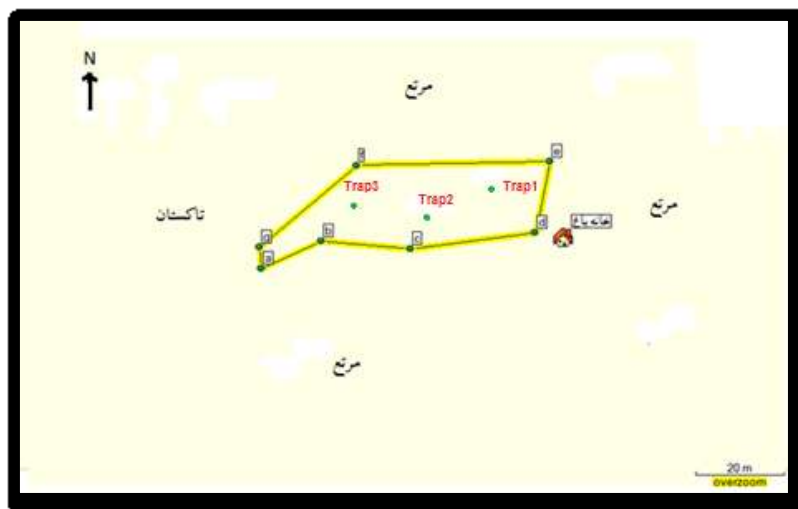 N
مرتع
f
e
Trap3
Trap1
Trap2
تاکستان
مرتع
خانه باغ
g
b
c
d
a
مرتع
20 m
overzoom